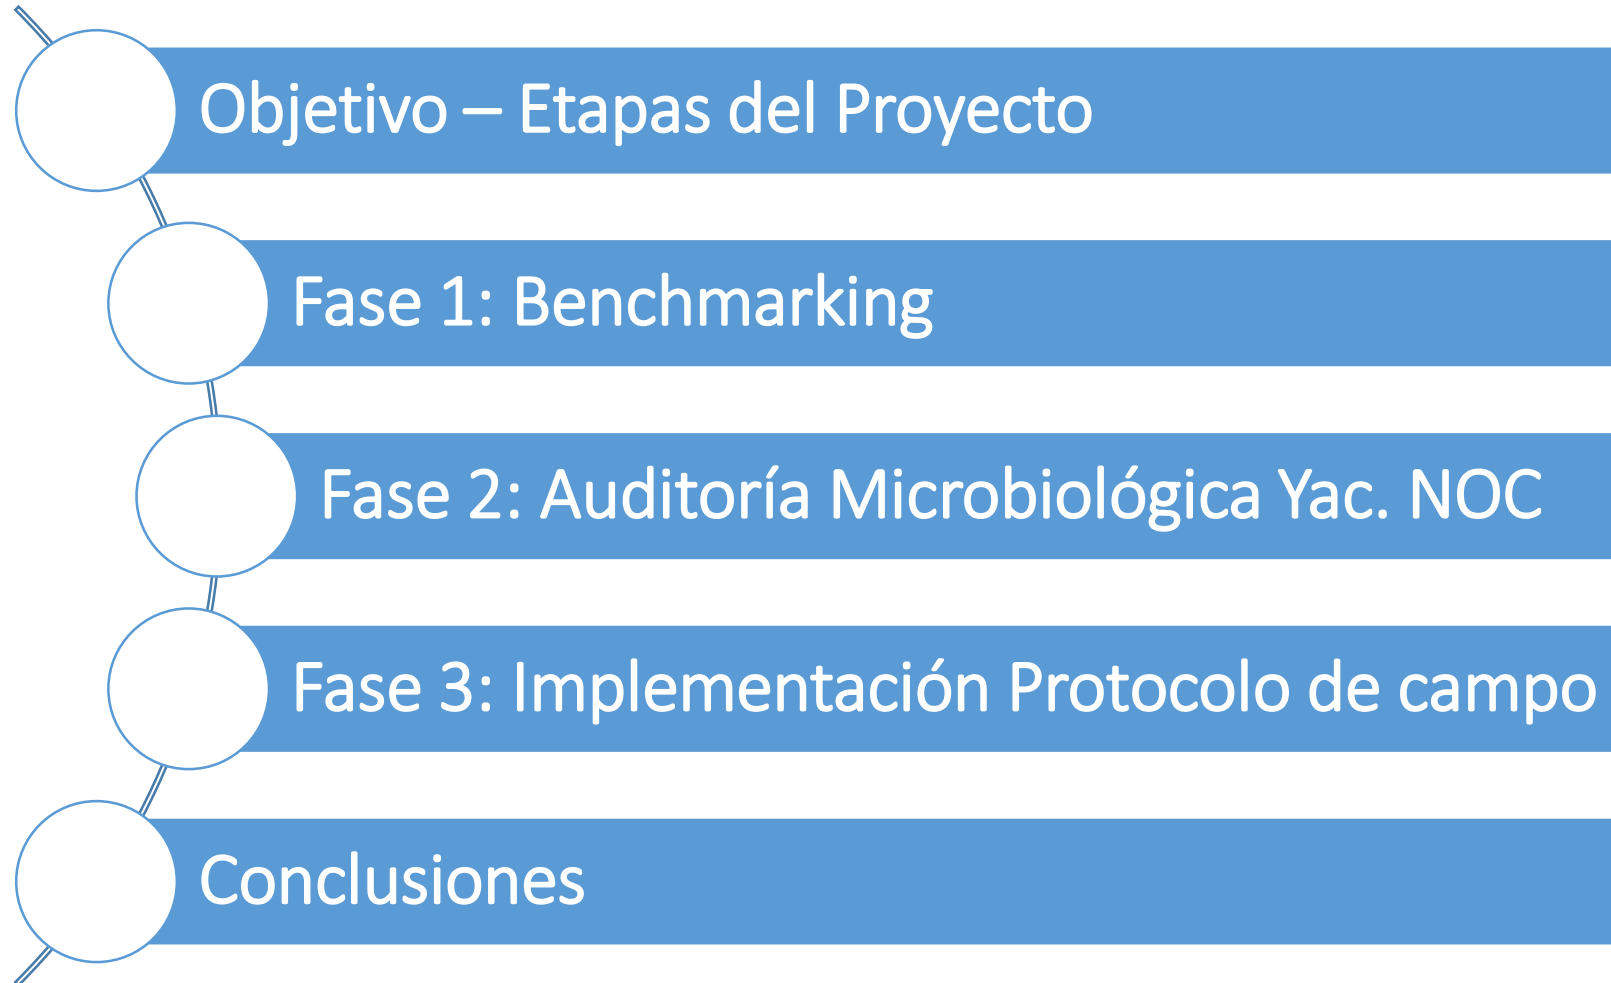 Objetivo – Etapas del Proyecto
Fase 1: Benchmarking
Fase 2: Auditoría Microbiológica Yac. NOC
Fase 3: Implementación Protocolo de campo
Conclusiones